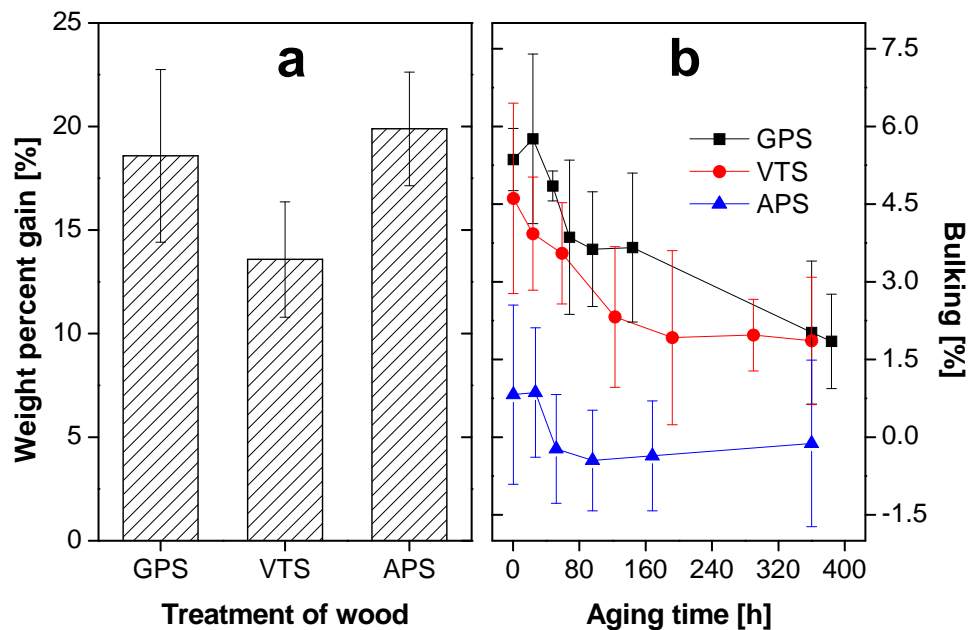 a
Weight percent gain [%]
25
20
15
10
5
0
GPS VTS APS
Treatment of wood
b
GPS
VTS
APS
Bulking [%]
7.5
6.0
4.5
3.0
1.5
0.0
-1.5
0 80 160 240 320 400
Aging time [h]